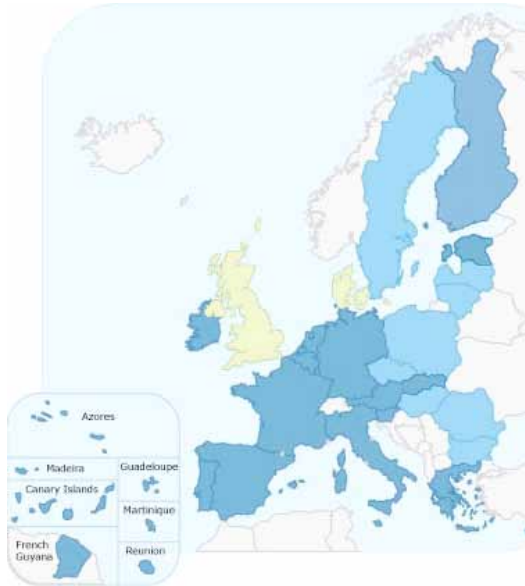 Azores
Madeira
Guadeloupe
Canary Islands
Martinique
French
Guyana
Reunion